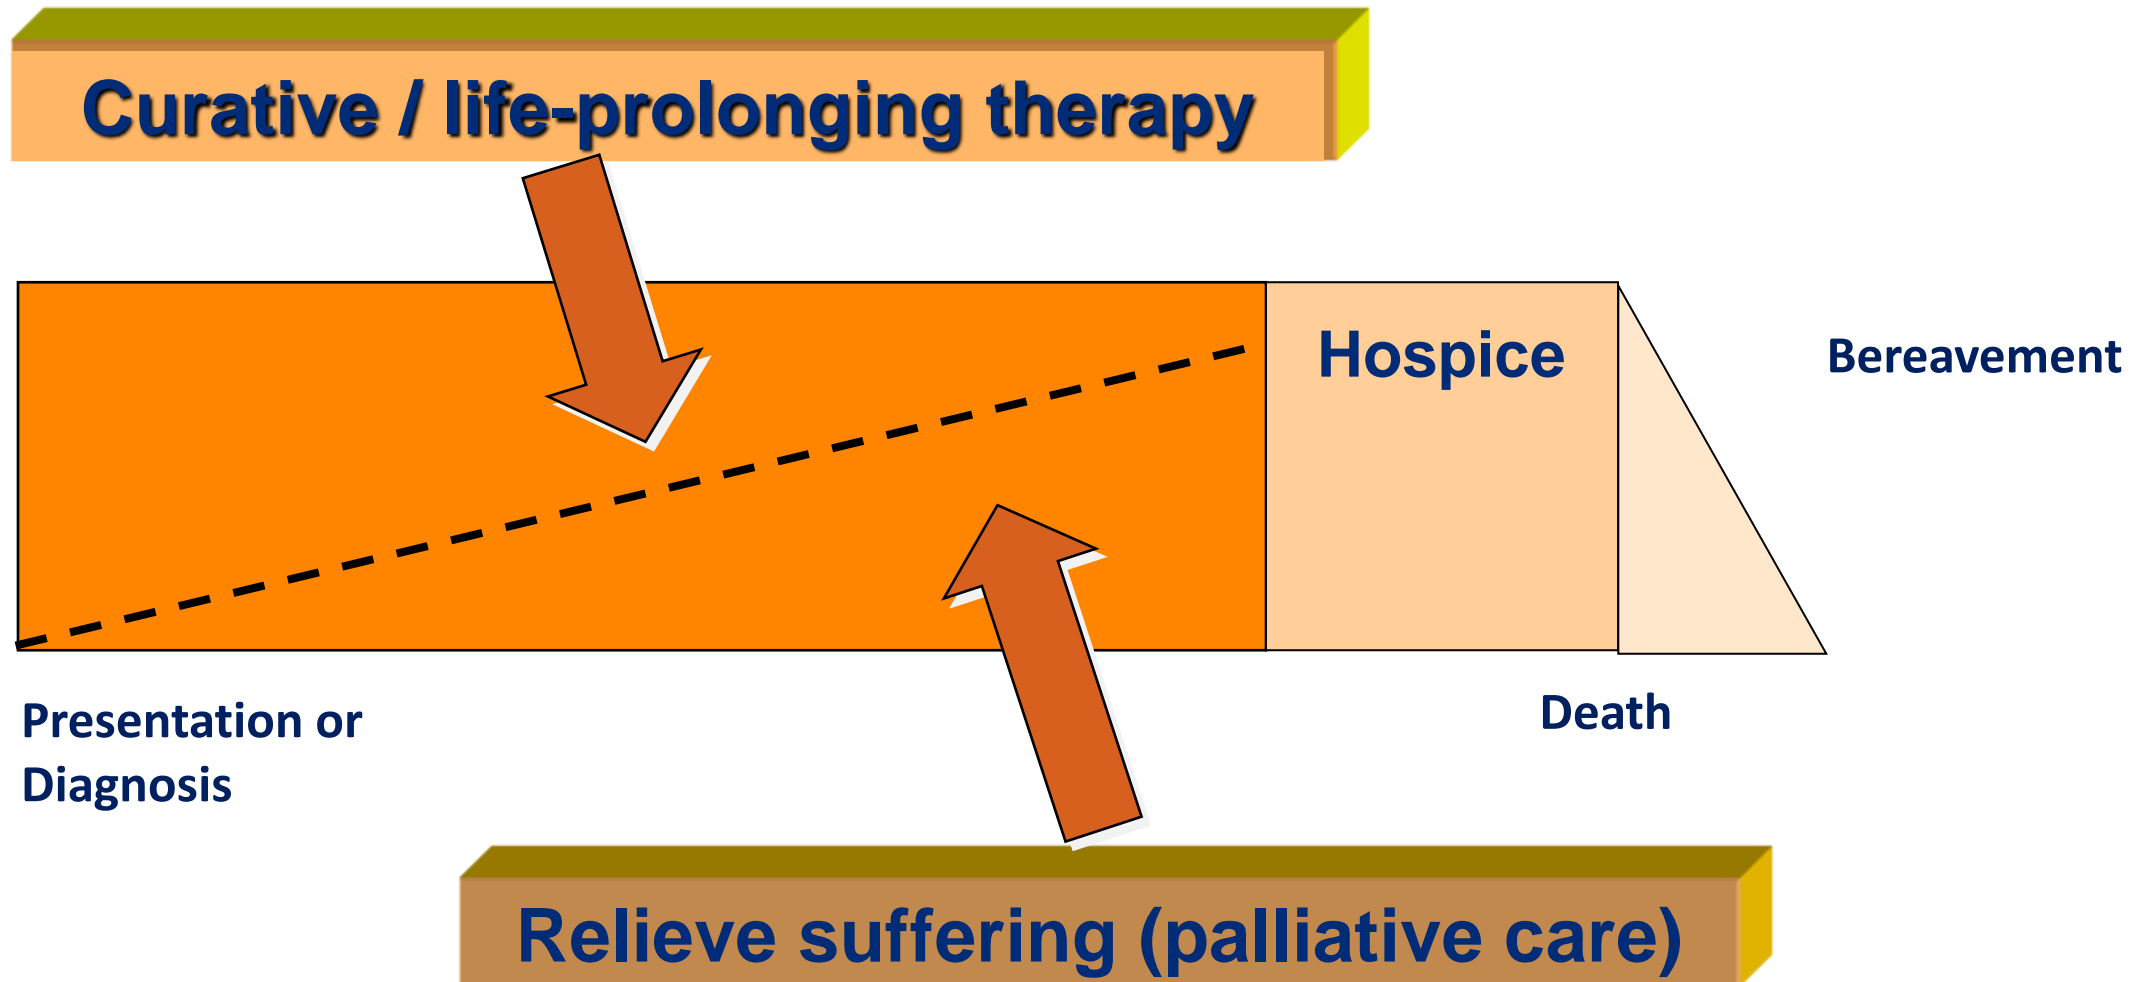 Curative / life-prolonging therapy
Hospice
Bereavement
Presentation or
Diagnosis
Death
Relieve suffering (palliative care)